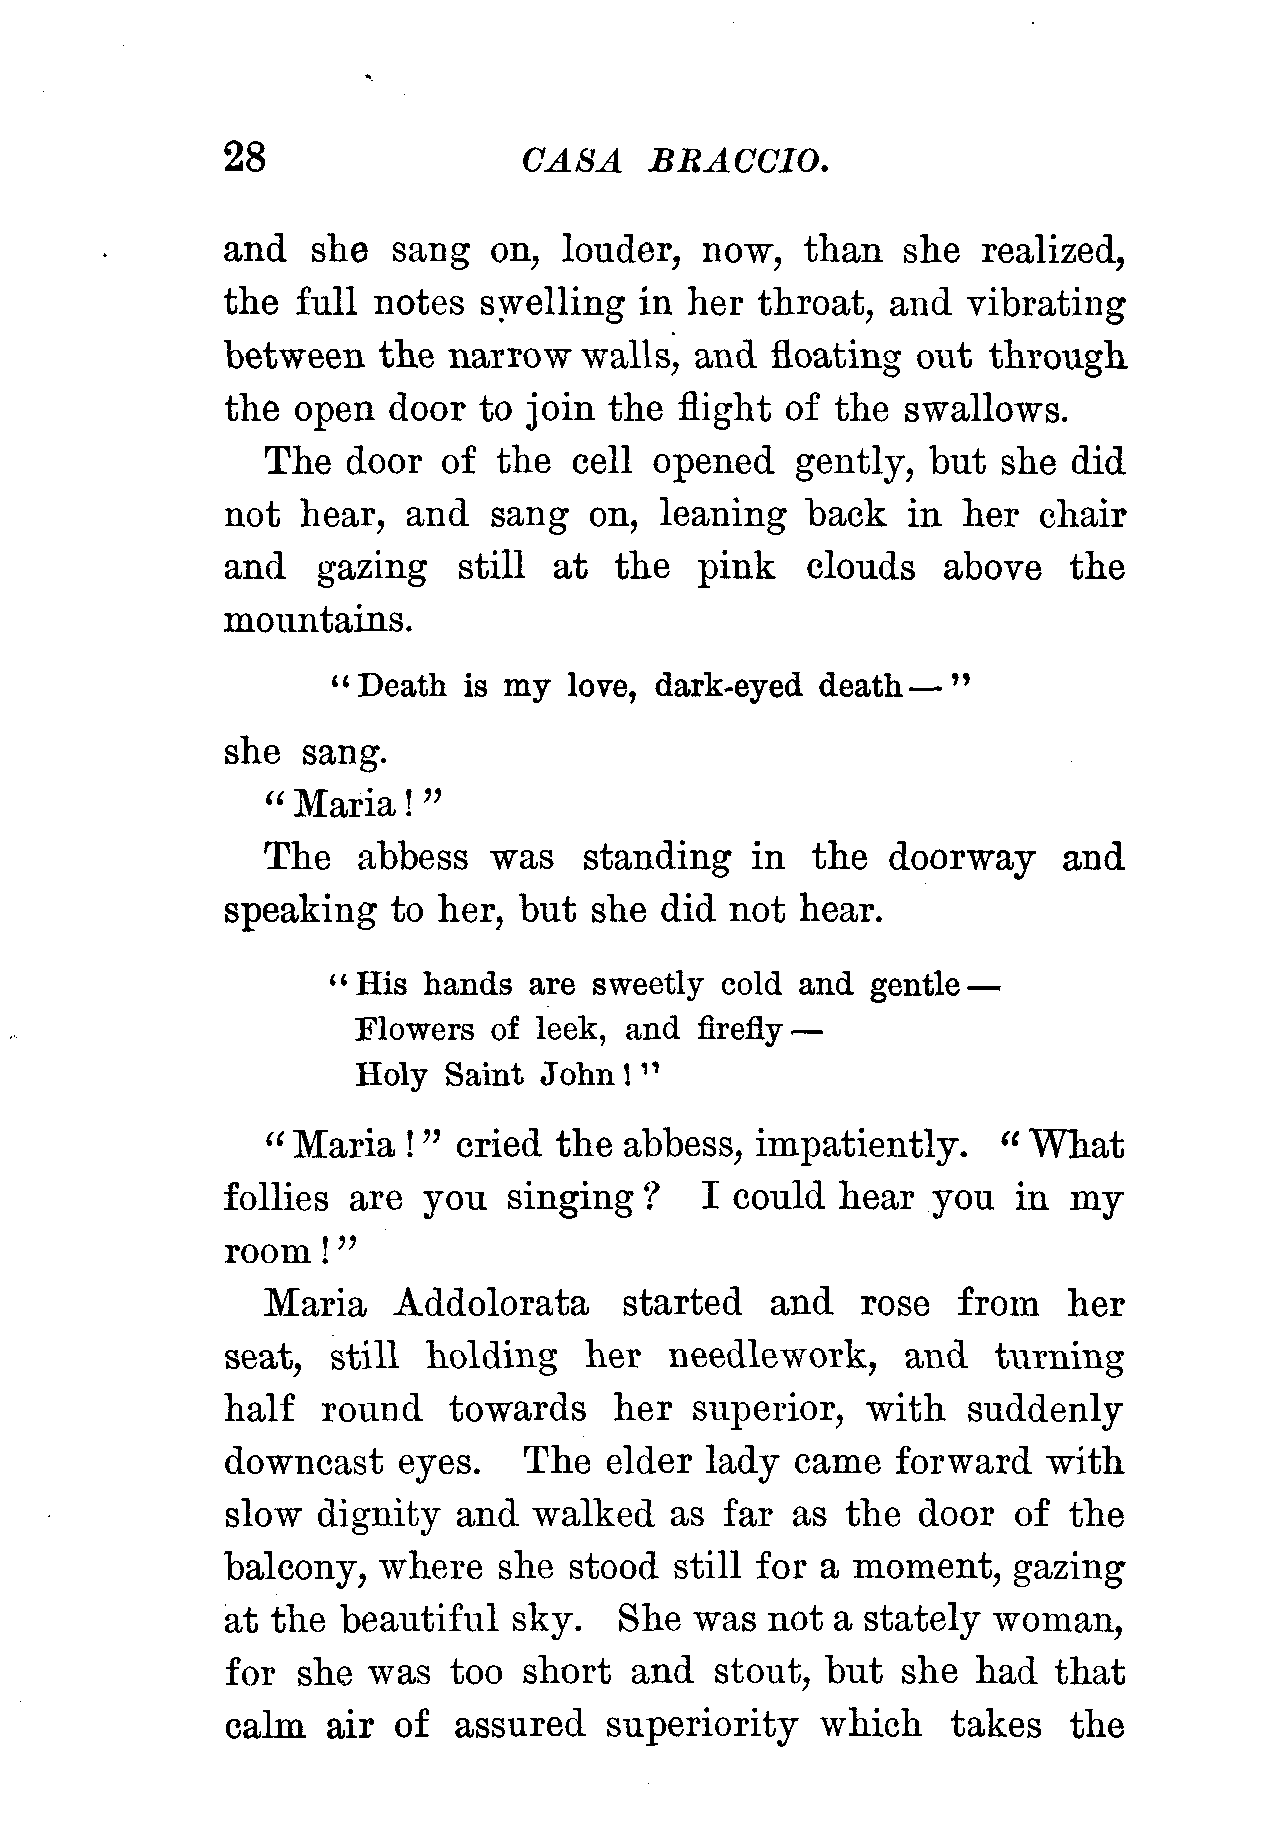 28 CASA BRACCIO.
and she sang on, louder, now, than she realized,
the full notes swelling in her throat, and vibrating
between the narrow walls, and floating out through
the open door to join the flight of the swallows.
The door of the cell opened gently, but she did
not hear, and sang on, leaning back in her chair
and gazing still at the pink clouds above the
mountains.
“Death is my love, dark-eyed death—”
she sang.
“Maria!”
The abbess was standing in the doorway and
speaking to her, but she did not hear.
“His hands are sweetly cold and gentle—
Flowers of leek, and firefly—
Holy Saint John!”
“Maria!” cried the abbess, impatiently. “What
follies are you singing? I could hear you in my
room!”
Maria Addolorata started and rose from her
seat, still holding her needlework, and turning
half round towards her superior, with suddenly
downcast eyes. The elder lady came forward with
slow dignity and walked as far as the door of the
balcony, where she stood still for a moment, gazing
at the beautiful sky. She was not a stately woman,
for she was too short and stout, but she had that
calm air of assured superiority which takes the